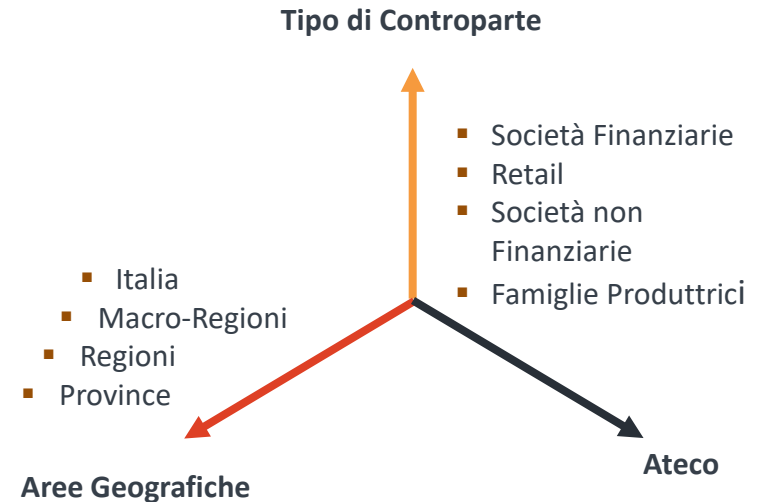 Tipo di Controparte
▪ Società Finanziarie
▪ Retail
▪ Società non
Finanziarie
▪ Famiglie Produttrici
▪ Italia
▪ Macro-Regioni
▪ Regioni
▪ Province
Ateco
Aree Geografiche